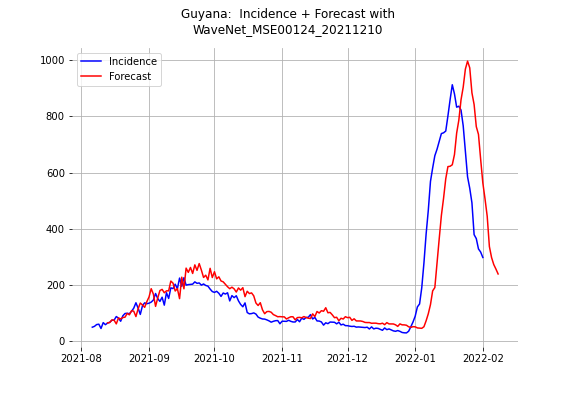 Guyana:  Incidence + Forecast with
WaveNet_MSE00124_20211210
Incidence
Forecast
1000
800
600
400
200
0
2021-08 2021-09 2021-10 2021-11 2021-12 2022-01 2022-02